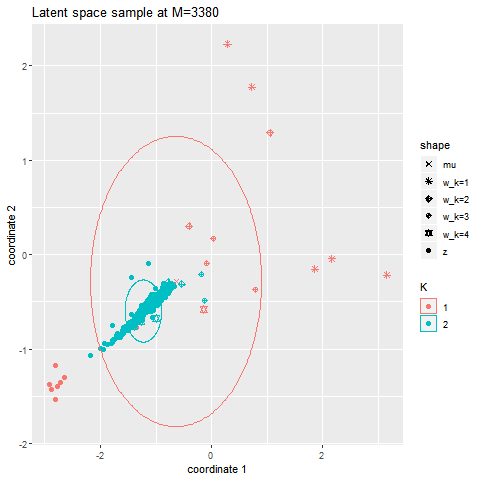 Latent space sample at M=3380
2
1
0
-1
-2
coordinate 2
-2
0
2
coordinate 1
shape
mu
w_k=1
w_k=2
w_k=3
w_k=4
z
K
1
2